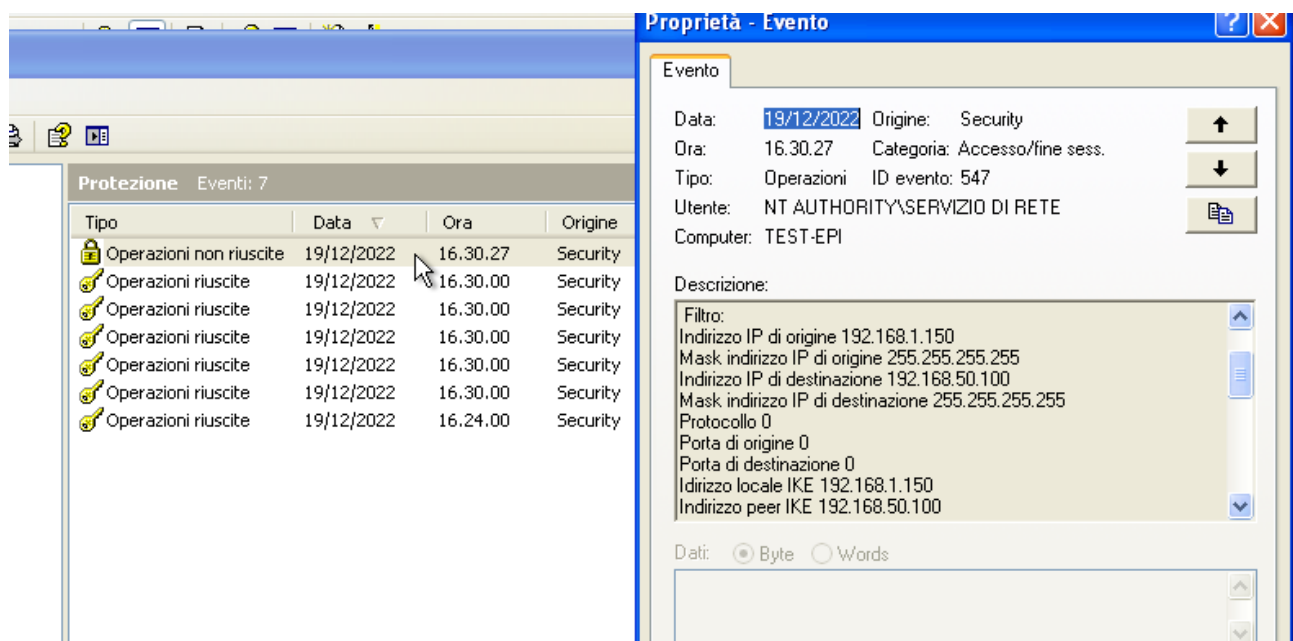 Protezione Eventi: 7
Tipo Data Ora Origine
Operazioni non riuscite 19/12/2022 16.30.27 Security
Operazioni riuscite 19/12/2022 16.30.00 Security
Operazioni riuscite 19/12/2022 16.30.00 Security
Operazioni riuscite 19/12/2022 16.30.00 Security
Operazioni riuscite 19/12/2022 16.30.00 Security
Operazioni riuscite 19/12/2022 16.30.00 Security
Operazioni riuscite 19/12/2022 16.24.00 Security
Proprietà - Evento
Evento
Data: 19/12/2022 Origine: Security
Ora: 16.30.27 Categoria: Accesso/fine sess.
Tipo: Operazioni ID evento: 547
Utente: NT AUTHORITY\SERVIZIO DI RETE
Computer: TEST-EPI
Descrizione:
Filtro:
Indirizzo IP di origine 192.168.1.150
Mask indirizzo IP di origine 255.255.255.255
Indirizzo IP di destinazione 192.168.50.100
Mask indirizzo IP di destinazione 255.255.255.255
Protocollo 0
Porta di origine 0
Porta di destinazione 0
Idirizzo locale IKE 192.168.1.150
Indirizzo peer IKE 192.168.50.100
Dati: Byte Words